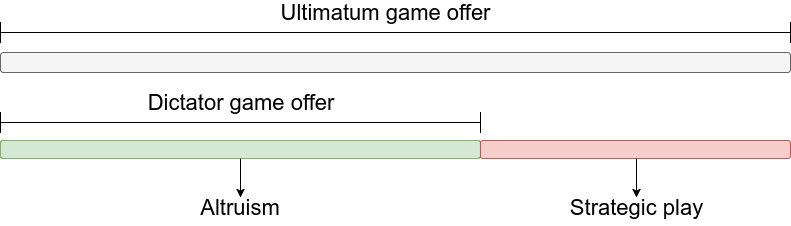 Ultimatum game offer
Dictator game offer
Altruism
Strategic play